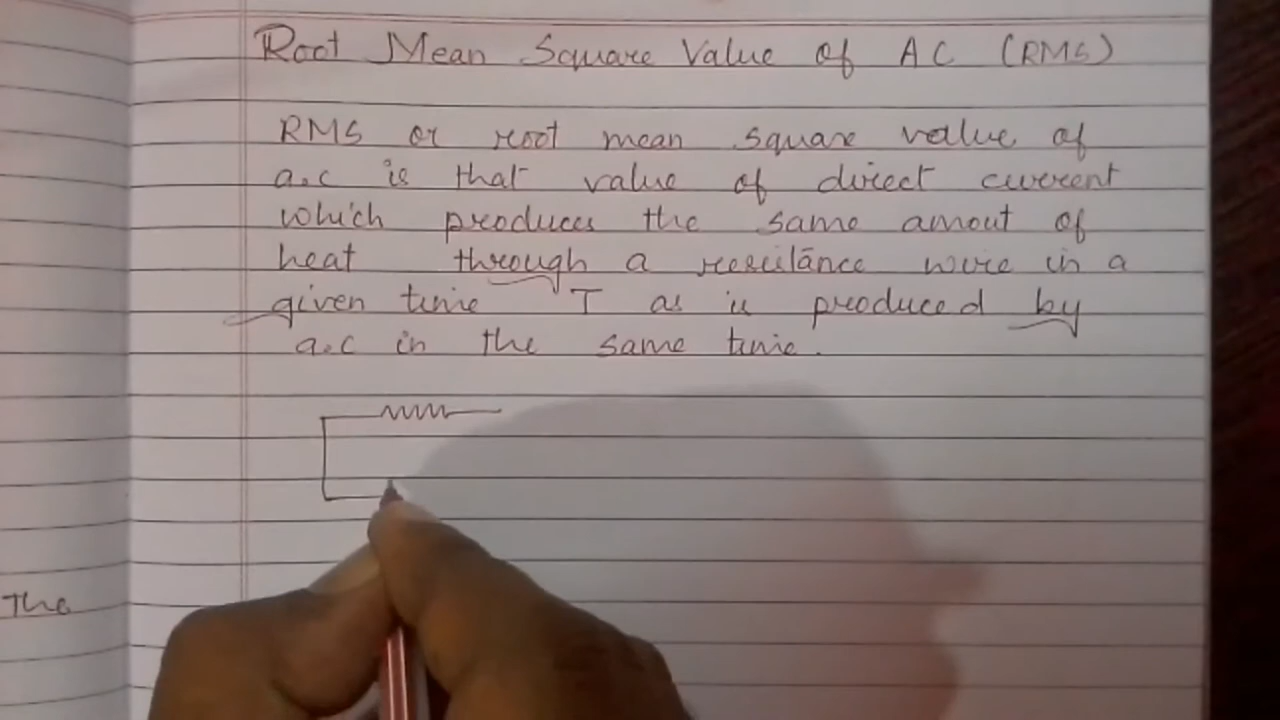 Root Mean Square Value of AC (RMS)
RMS or root mean square value of
a.c is that value of direct current
which produces the same amout of
heat through a resistance wire in a
given time T as is produced by
a.c in the same time.
The